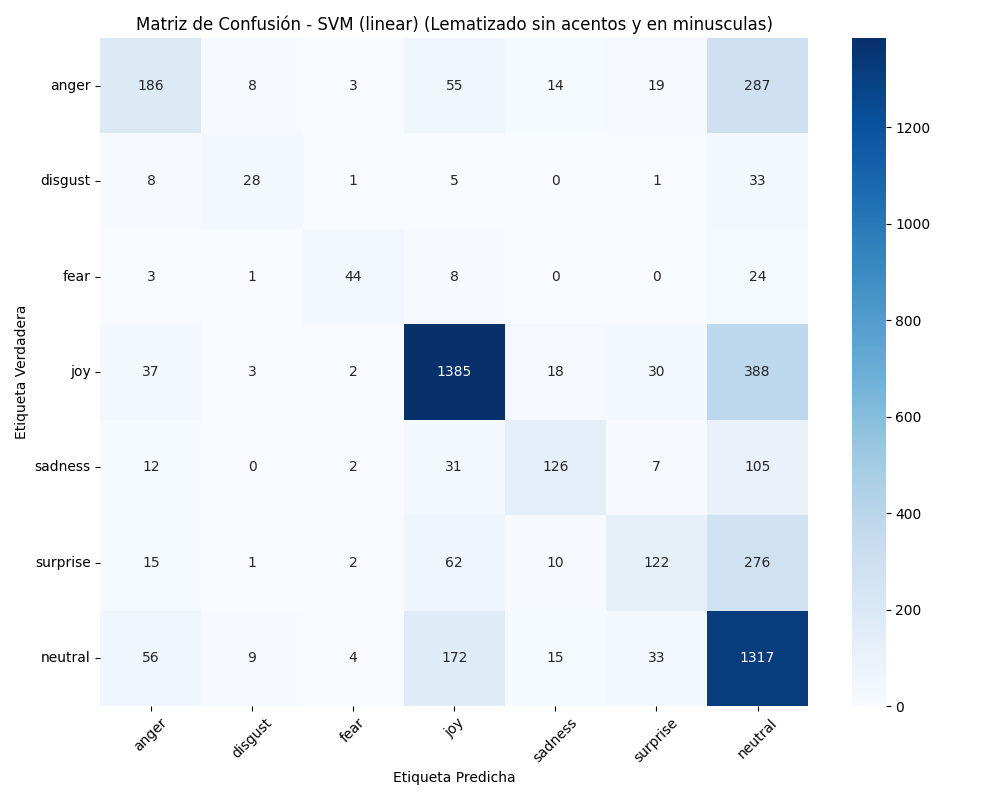 Matriz de Confusión - SVM (linear) (Lematizado sin acentos y en minusculas)
Etiqueta Verdadera
anger 186 8 3 55 14 19 287
disgust 8 28 1 5 0 1 33
fear 3 1 44 8 0 0 24
joy 37 3 2 1385 18 30 388
sadness 12 0 2 31 126 7 105
surprise 15 1 2 62 10 122 276
neutral 56 9 4 172 15 33 1317
anger disgust fear joy sadness surprise neutral
Etiqueta Predicha
1200
1000
800
600
400
200
0